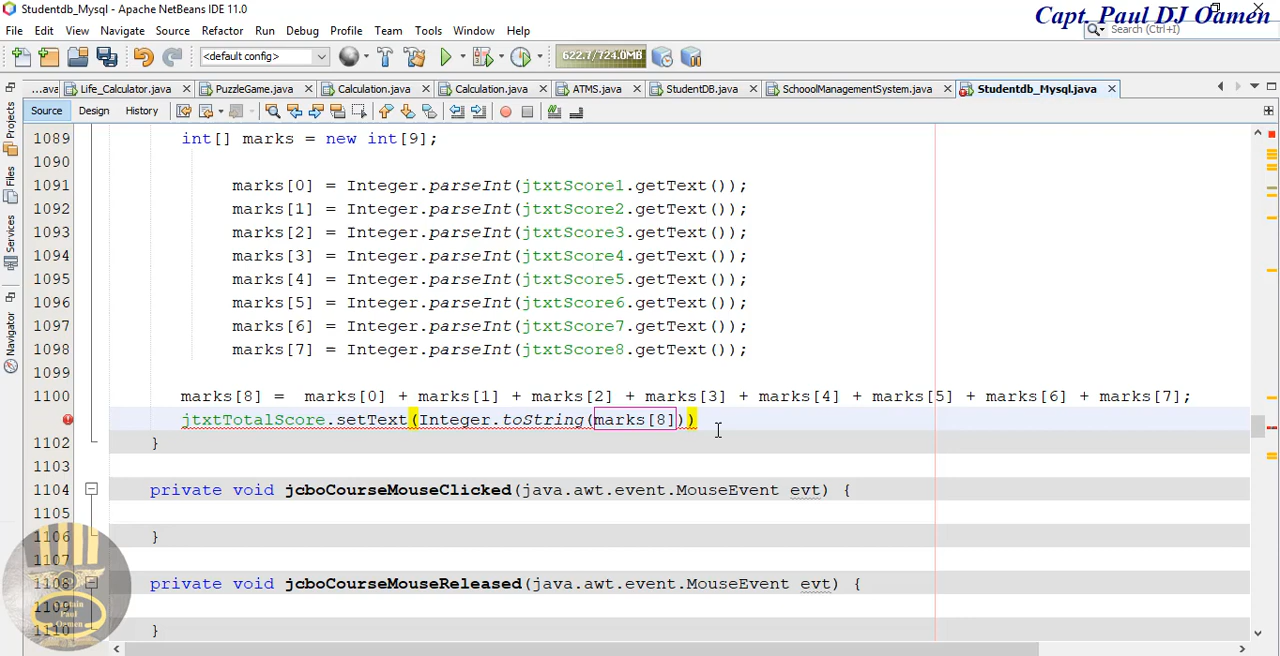 Studentdb_Mysql - Apache NetBeans IDE 11.0
Capt. Paul DJ Oamen
File Edit View Navigate Source Refactor Run Debug Profile Team Tools Window Help
Search (Ctrl+I)
<default config>
622.7/724.0MB
...ava Life_Calculator.java PuzzleGame.java Calculation.java Calculation.java ATMS.java StudentDB.java SchooolManagementSystem.java Studentdb_Mysql.java
Source Design History
Projects
Files
Services
Navigator
1089 int[] marks = new int[9];
1090
1091 marks[0] = Integer.parseInt(jtxtScore1.getText());
1092 marks[1] = Integer.parseInt(jtxtScore2.getText());
1093 marks[2] = Integer.parseInt(jtxtScore3.getText());
1094 marks[3] = Integer.parseInt(jtxtScore4.getText());
1095 marks[4] = Integer.parseInt(jtxtScore5.getText());
1096 marks[5] = Integer.parseInt(jtxtScore6.getText());
1097 marks[6] = Integer.parseInt(jtxtScore7.getText());
1098 marks[7] = Integer.parseInt(jtxtScore8.getText());
1099
1100 marks[8] = marks[0] + marks[1] + marks[2] + marks[3] + marks[4] + marks[5] + marks[6] + marks[7];
jtxtTotalScore.setText(Integer.toString(marks[8]))
1102 }
1103
1104 private void jcboCourseMouseClicked(java.awt.event.MouseEvent evt) {
1105
1106 }
1107
1108 private void jcboCourseMouseReleased(java.awt.event.MouseEvent evt) {
1109
1110 }
Captain
Paul
Oamen